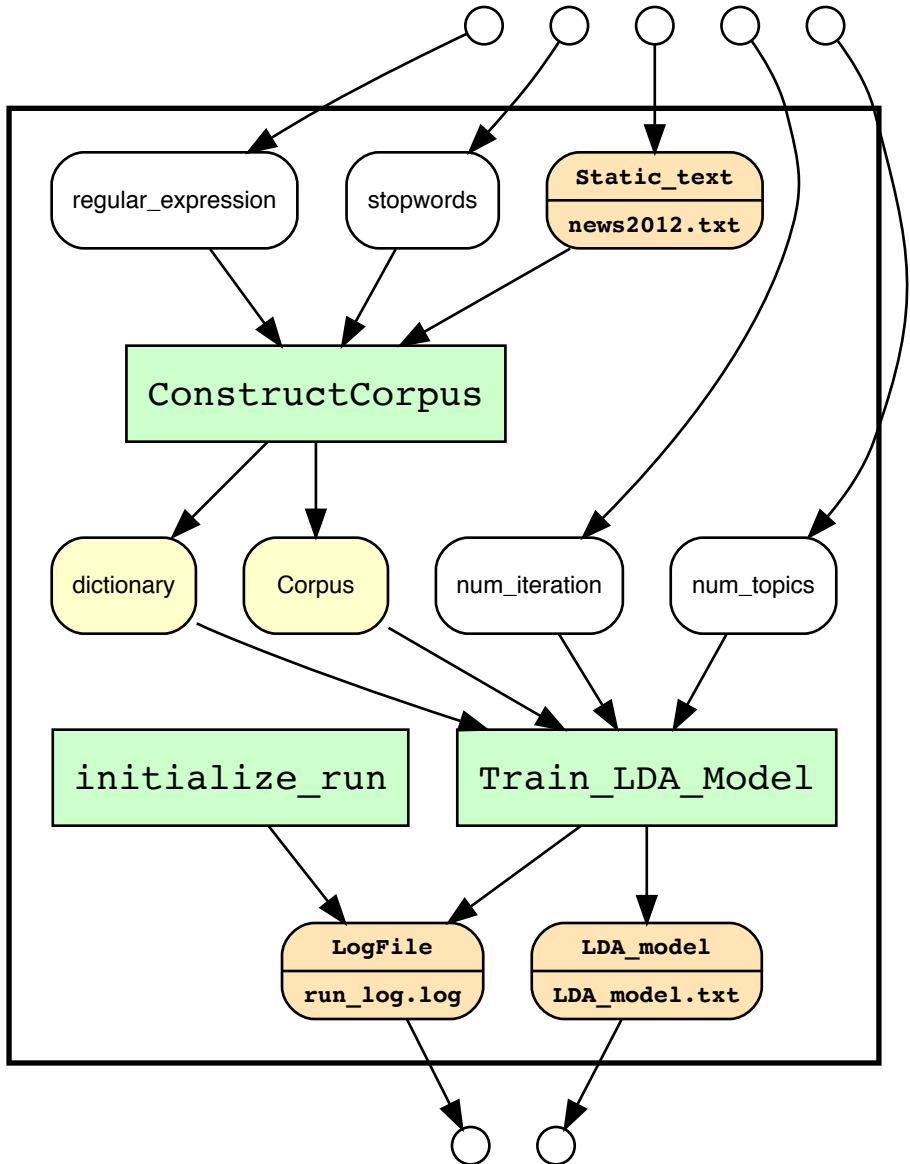 regular_expression
stopwords
Static_text
news2012.txt
ConstructCorpus
dictionary
Corpus
num_iteration
num_topics
initialize_run
Train_LDA_Model
LogFile
run_log.log
LDA_model
LDA_model.txt